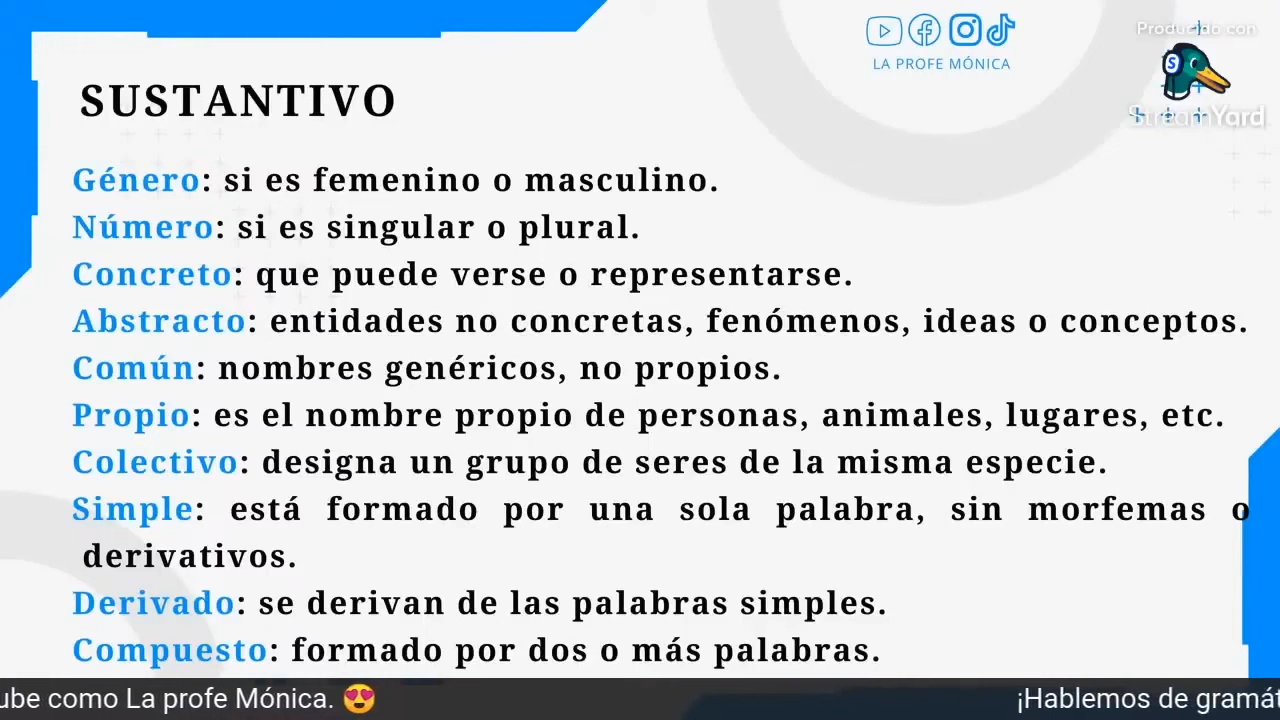 LA PROFE MÓNICA
Producido con
StreamYard
SUSTANTIVO
Género: si es femenino o masculino.
Número: si es singular o plural.
Concreto: que puede verse o representarse.
Abstracto: entidades no concretas, fenómenos, ideas o conceptos.
Común: nombres genéricos, no propios.
Propio: es el nombre propio de personas, animales, lugares, etc.
Colectivo: designa un grupo de seres de la misma especie.
Simple: está formado por una sola palabra, sin morfemas o
derivativos.
Derivado: se derivan de las palabras simples.
Compuesto: formado por dos o más palabras.
ube como La profe Mónica. 😍 ¡Hablemos de gramát